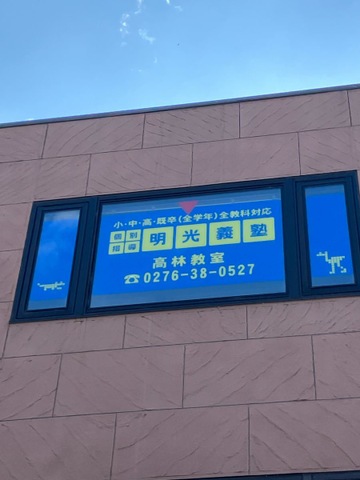 小・中・高・既卒(全学年)全教科対応
個別指導 明光義塾
高林教室
☎0276-38-0527